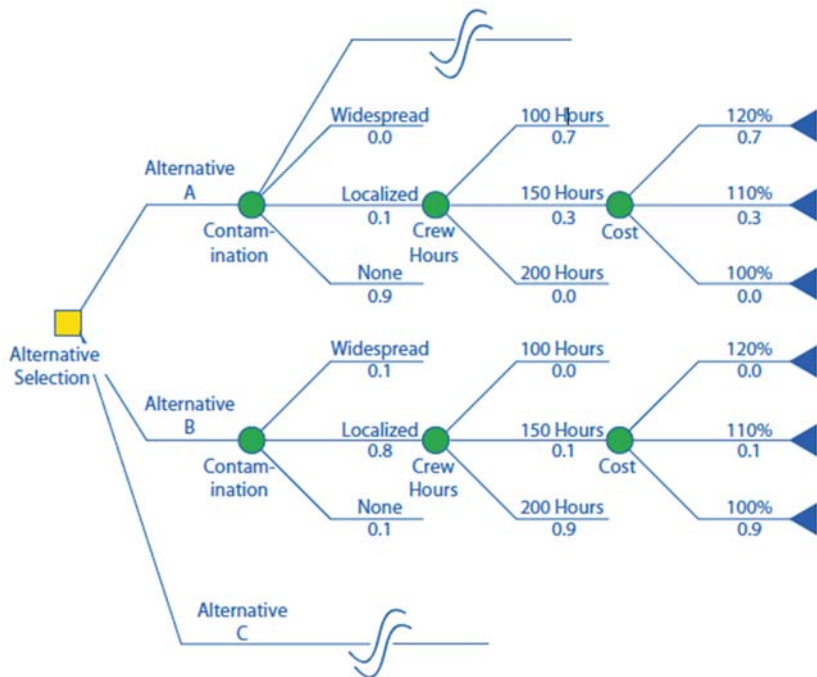 Widespread
0.0
100 Hours
0.7
120%
0.7
Alternative
A
Contam-
ination
Localized
0.1
Crew
Hours
150 Hours
0.3
Cost
110%
0.3
None
0.9
200 Hours
0.0
100%
0.0
Alternative
Selection
Widespread
0.1
100 Hours
0.0
120%
0.0
Alternative
B
Contam-
ination
Localized
0.8
Crew
Hours
150 Hours
0.1
Cost
110%
0.1
None
0.1
200 Hours
0.9
100%
0.9
Alternative
C